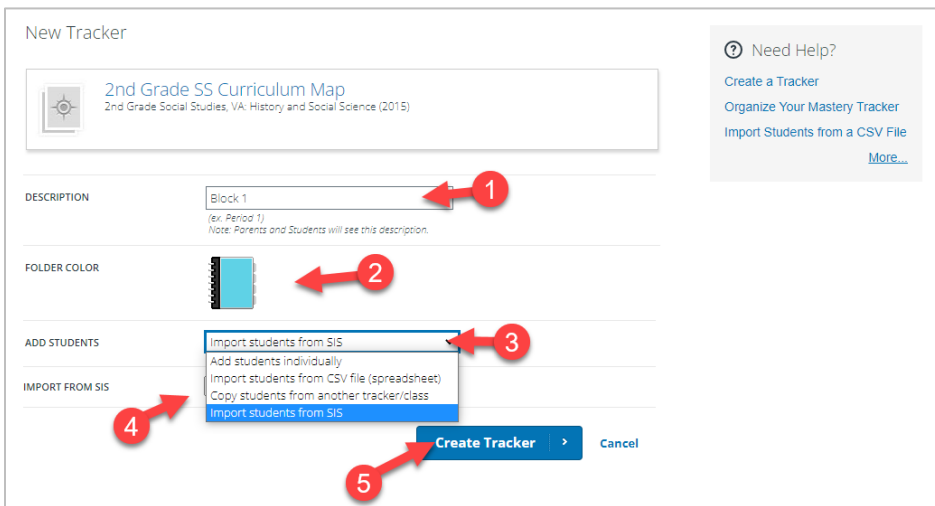 New Tracker
2nd Grade SS Curriculum Map
2nd Grade Social Studies, VA: History and Social Science (2015)
DESCRIPTION
Block 1
1
(ex. Period 1)
Note: Parents and Students will see this description.
FOLDER COLOR
2
ADD STUDENTS
Import students from SIS
3
Add students individually
Import students from CSV file (spreadsheet)
Copy students from another tracker/class
Import students from SIS
IMPORT FROM SIS
4
Create Tracker >
Cancel
5
? Need Help?
Create a Tracker
Organize Your Mastery Tracker
Import Students from a CSV File
More...